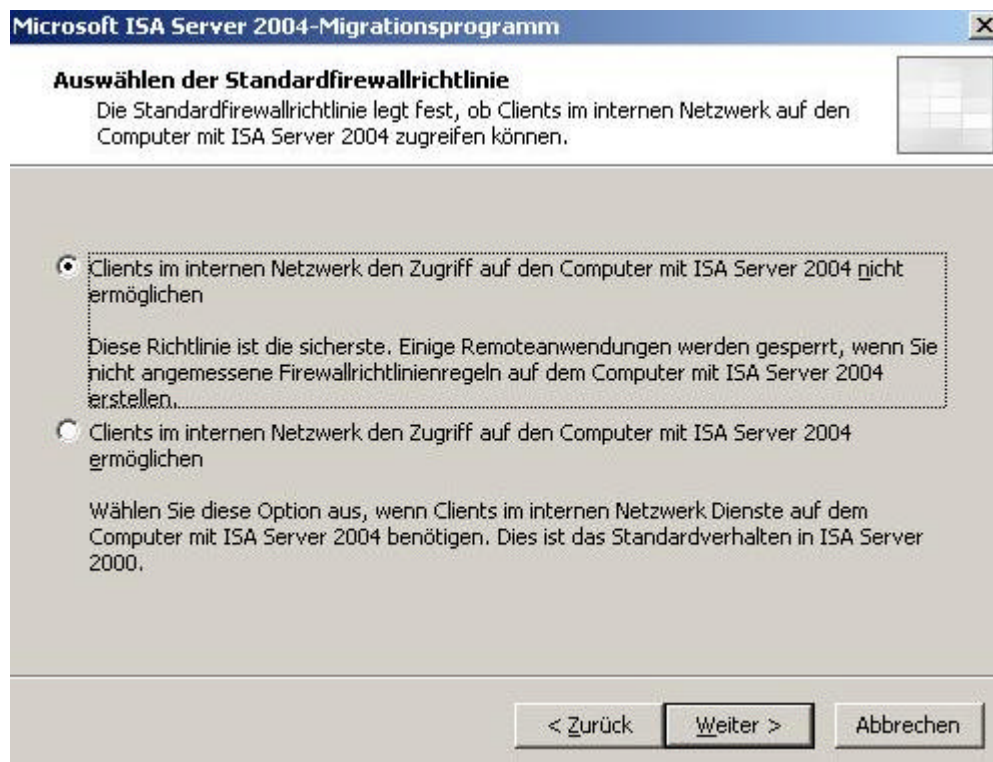 Microsoft ISA Server 2004-Migrationsprogramm
Auswählen der Standardfirewallrichtlinie
Die Standardfirewallrichtlinie legt fest, ob Clients im internen Netzwerk auf den
Computer mit ISA Server 2004 zugreifen können.
Clients im internen Netzwerk den Zugriff auf den Computer mit ISA Server 2004 nicht
ermöglichen
Diese Richtlinie ist die sicherste. Einige Remoteanwendungen werden gesperrt, wenn Sie
nicht angemessene Firewallrichtlinienregeln auf dem Computer mit ISA Server 2004
erstellen.
Clients im internen Netzwerk den Zugriff auf den Computer mit ISA Server 2004
ermöglichen
Wählen Sie diese Option aus, wenn Clients im internen Netzwerk Dienste auf dem
Computer mit ISA Server 2004 benötigen. Dies ist das Standardverhalten in ISA Server
2000.
< Zurück Weiter > Abbrechen